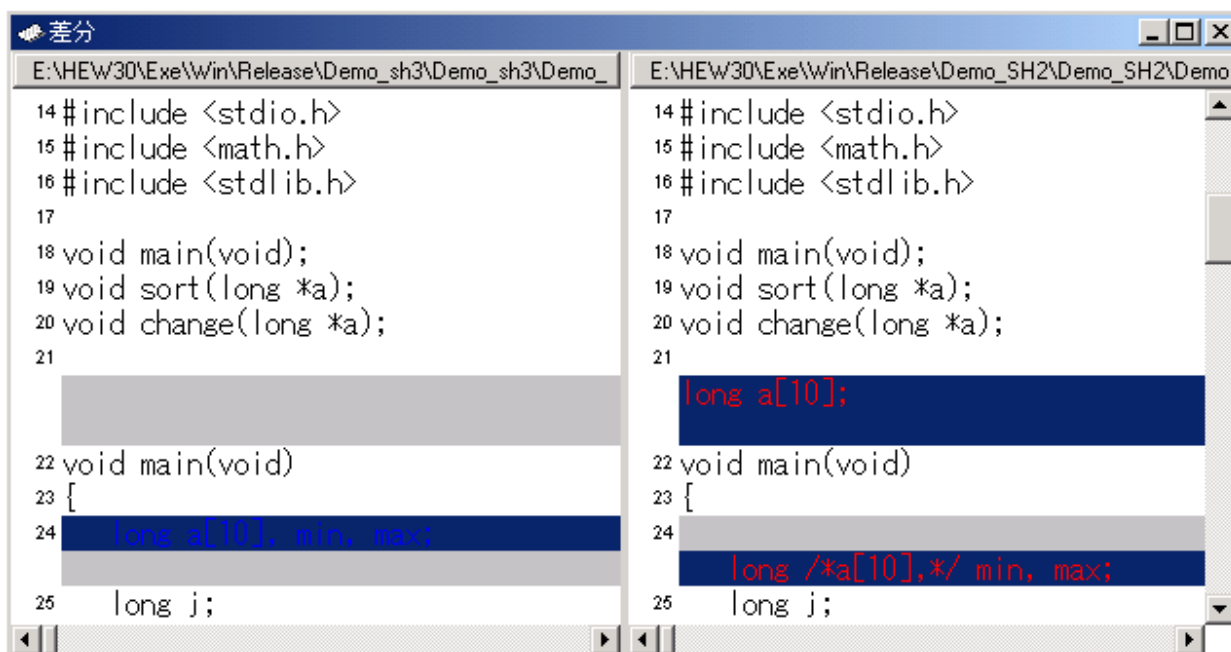 差分
E:\HEW30\Exe\Win\Release\Demo_sh3\Demo_sh3\Demo_
14 #include <stdio.h>
15 #include <math.h>
16 #include <stdlib.h>
17
18 void main(void);
19 void sort(long *a);
20 void change(long *a);
21
22 void main(void)
23 {
24 long a[10], min, max;
25 long j;
E:\HEW30\Exe\Win\Release\Demo_SH2\Demo_SH2\Demo
14 #include <stdio.h>
15 #include <math.h>
16 #include <stdlib.h>
17
18 void main(void);
19 void sort(long *a);
20 void change(long *a);
21
long a[10];
22 void main(void)
23 {
24
long /*a[10],*/ min, max;
25 long j;